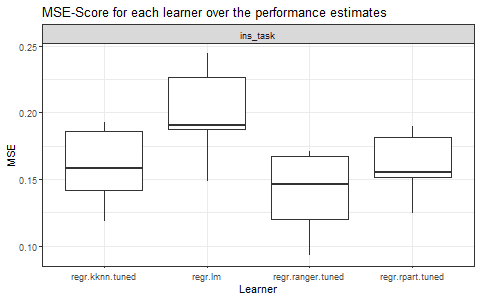 MSE-Score for each learner over the performance estimates
ins_task
0.25
0.20
0.15
0.10
MSE
regr.kknn.tuned regr.lm regr.ranger.tuned regr.rpart.tuned
Learner